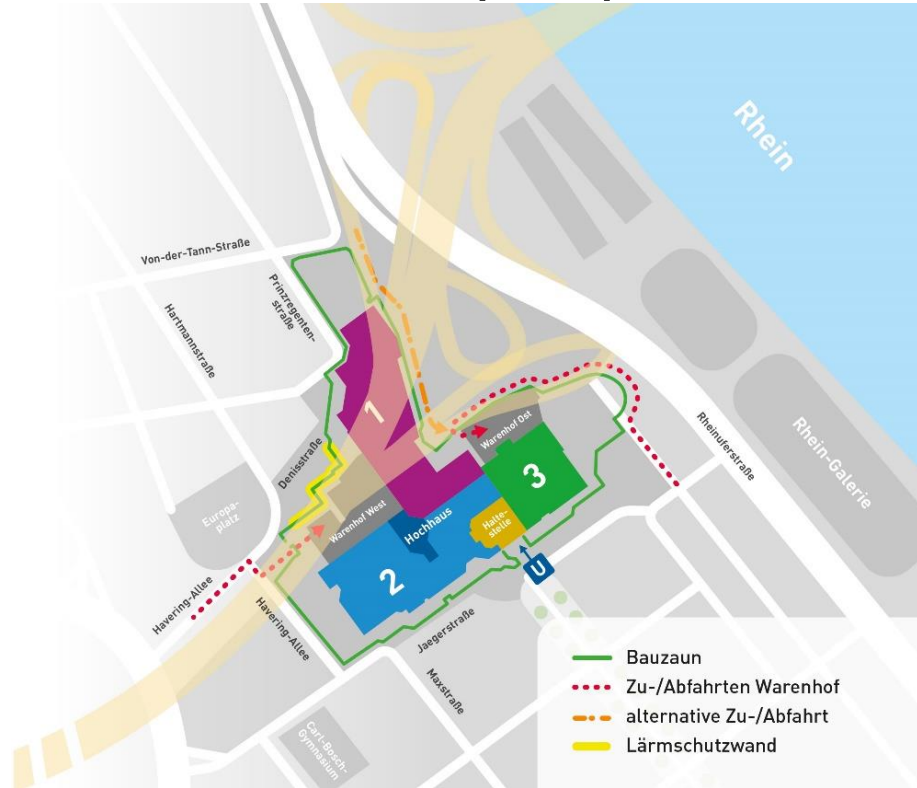 Rhein
Von-der-Tann-Straße
Prinzregenten-
straße
Hartmannstraße
1
Warenhof Ost
Rheinuferstraße
Rhein-Galerie
Denisstraße
3
Europa-
platz
Warenhof West
Hochhaus
Halte-
stelle
2
U
Havering-Allee
Havering-Allee
Jaegerstraße
Maxstraße
Carl-Bosch-
Gymnasium
Bauzaun
Zu-/Abfahrten Warenhof
alternative Zu-/Abfahrt
Lärmschutzwand